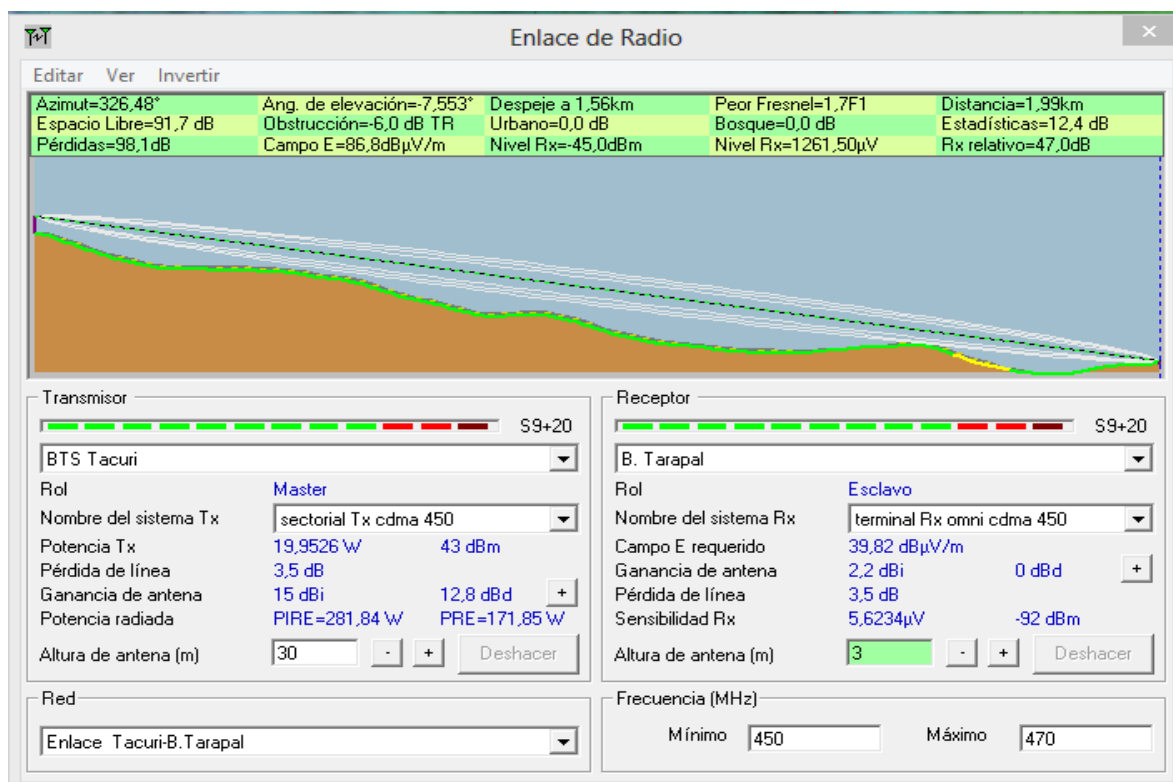 Enlace de Radio
Editar Ver Invertir
Azimut=326,48° Ang. de elevación=-7,553° Despeje a 1,56km Peor Fresnel=1,7F1 Distancia=1,99km
Espacio Libre=91,7 dB Obstrucción=-6,0 dB TR Urbano=0,0 dB Bosque=0,0 dB Estadísticas=12,4 dB
Pérdidas=98,1dB Campo E=86,8dBµV/m Nivel Rx=-45,0dBm Nivel Rx=1261,50µV Rx relativo=47,0dB
Transmisor
S9+20
BTS Tacuri
Rol Master
Nombre del sistema Tx sectorial Tx cdma 450
Potencia Tx 19,9526 W 43 dBm
Pérdida de línea 3,5 dB
Ganancia de antena 15 dBi 12,8 dBd +
Potencia radiada PIRE=281,84 W PRE=171,85 W
Altura de antena (m) 30 - + Deshacer
Receptor
S9+20
B. Tarapal
Rol Esclavo
Nombre del sistema Rx terminal Rx omni cdma 450
Campo E requerido 39,82 dBµV/m
Ganancia de antena 2,2 dBi 0 dBd +
Pérdida de línea 3,5 dB
Sensibilidad Rx 5,6234µV -92 dBm
Altura de antena (m) 3 - + Deshacer
Red
Enlace Tacuri-B.Tarapal
Frecuencia (MHz)
Mínimo 450 Máximo 470